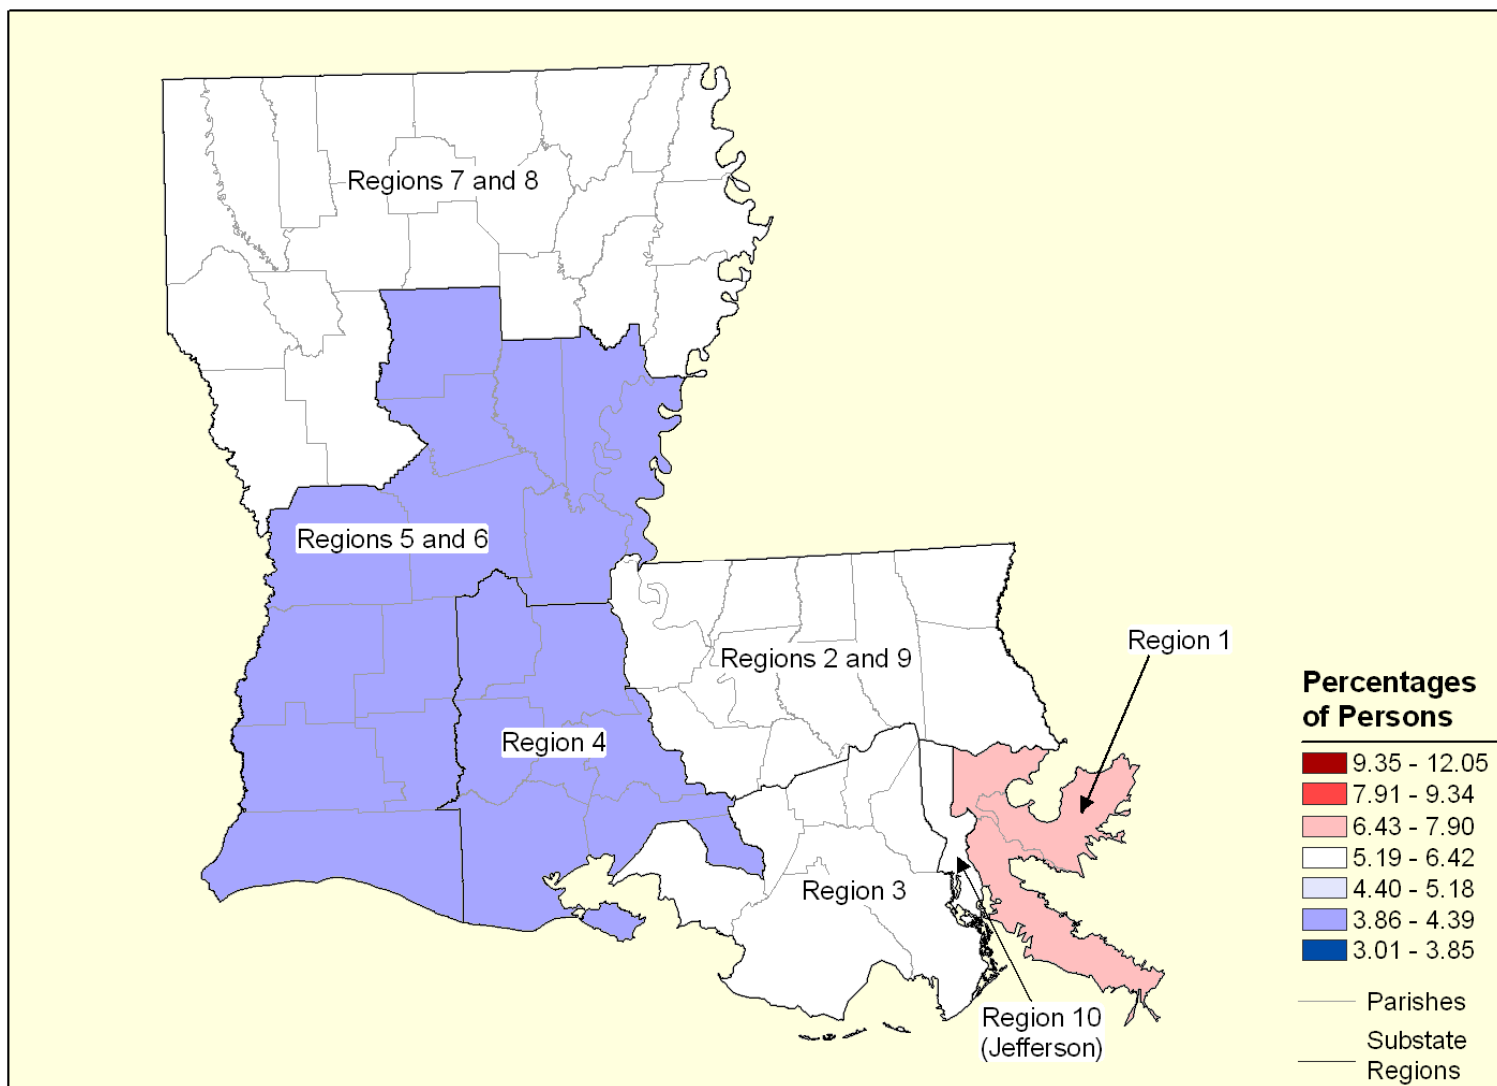 Regions 7 and 8
Regions 5 and 6
Region 1
Regions 2 and 9
Region 4
Region 3
Region 10
(Jefferson)
Percentages
of Persons
9.35 - 12.05
7.91 - 9.34
6.43 - 7.90
5.19 - 6.42
4.40 - 5.18
3.86 - 4.39
3.01 - 3.85
Parishes
Substate
Regions